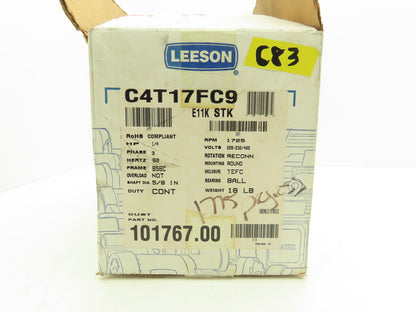 LEESON
C83
C4T17FC9
E11K STK
RoHS COMPLIANT
HP 1/4
PHASE 3
HERTZ 60
FRAME S56C
OVERLOAD NOT
SHAFT DIA 5/8 IN
DUTY CONT
RPM 1725
VOLTS 208-230/460
ROTATION RECONN
MOUNTING ROUND
ENCLOSURE TEFC
BEARING BALL
WEIGHT 18 LB
CUST
PART NO.
101767.00